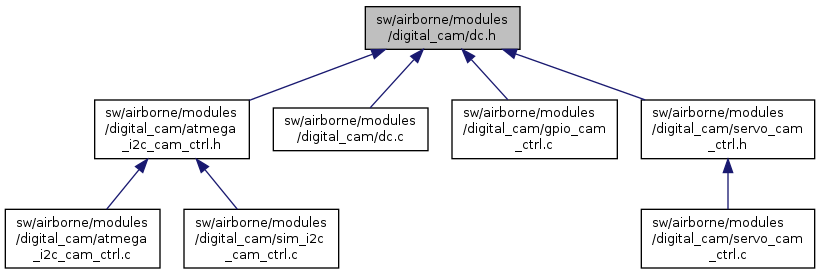 sw/airborne/modules
/digital_cam/dc.h
sw/airborne/modules
/digital_cam/atmega
_i2c_cam_ctrl.h
sw/airborne/modules
/digital_cam/dc.c
sw/airborne/modules
/digital_cam/gpio_cam
_ctrl.c
sw/airborne/modules
/digital_cam/servo_cam
_ctrl.h
sw/airborne/modules
/digital_cam/atmega
_i2c_cam_ctrl.c
sw/airborne/modules
/digital_cam/sim_i2c
_cam_ctrl.c
sw/airborne/modules
/digital_cam/servo_cam
_ctrl.c